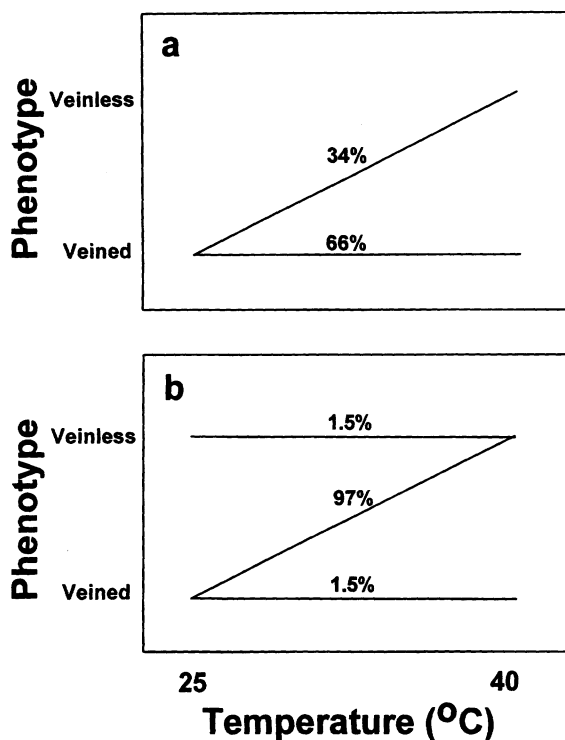 a
Phenotype
Veinless
34%
66%
Veined
b
Phenotype
Veinless
1.5%
97%
1.5%
Veined
25
40
Temperature (°C)